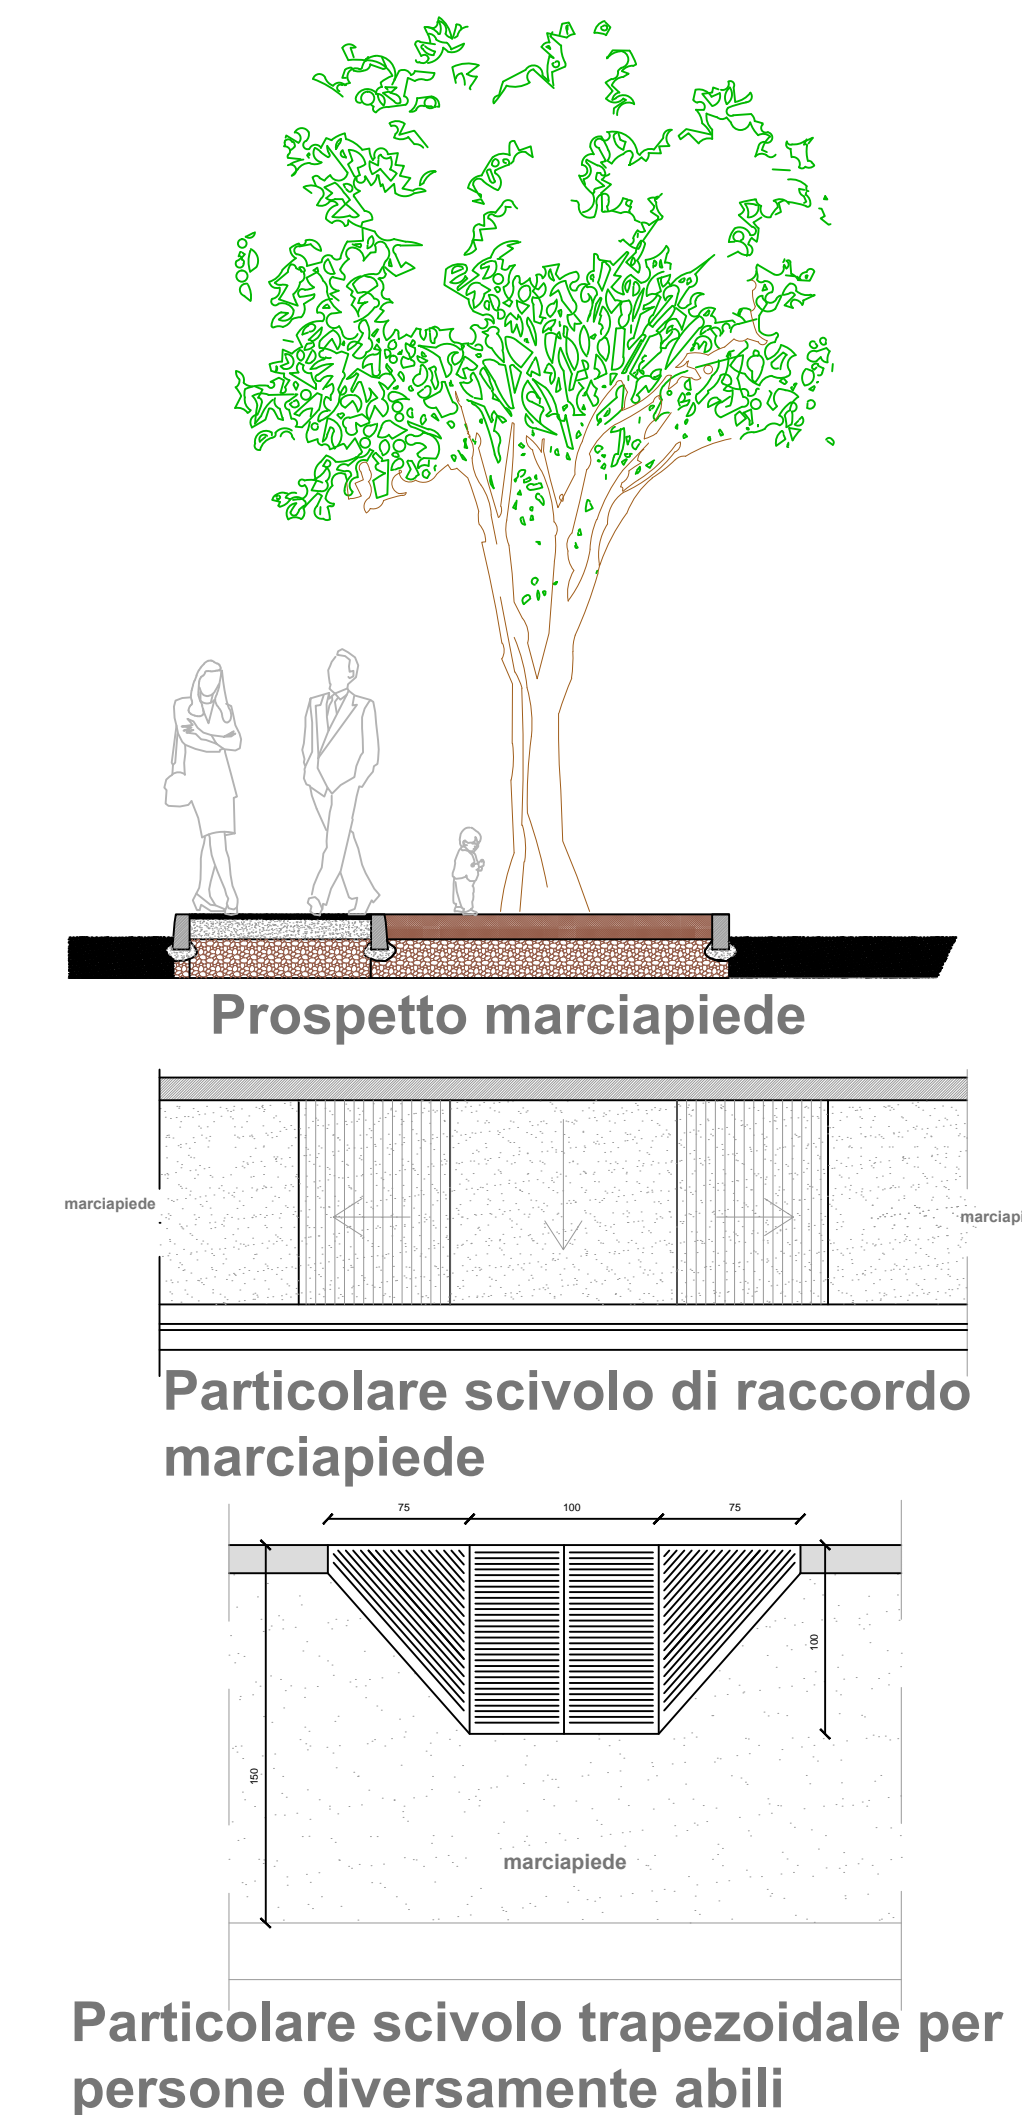 Prospetto marciapiede
marciapiede
marciapi
Particolare scivolo di raccordo
marciapiede
75
100
75
100
150
marciapiede
Particolare scivolo trapezoidale per
persone diversamente abili